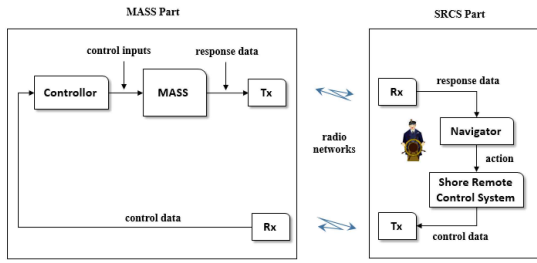 MASS Part
SRCS Part
control inputs
response data
Controllor
MASS
Tx
Rx
response data
Navigator
radio
networks
action
Shore Remote
Control System
control data
Rx
Tx
control data